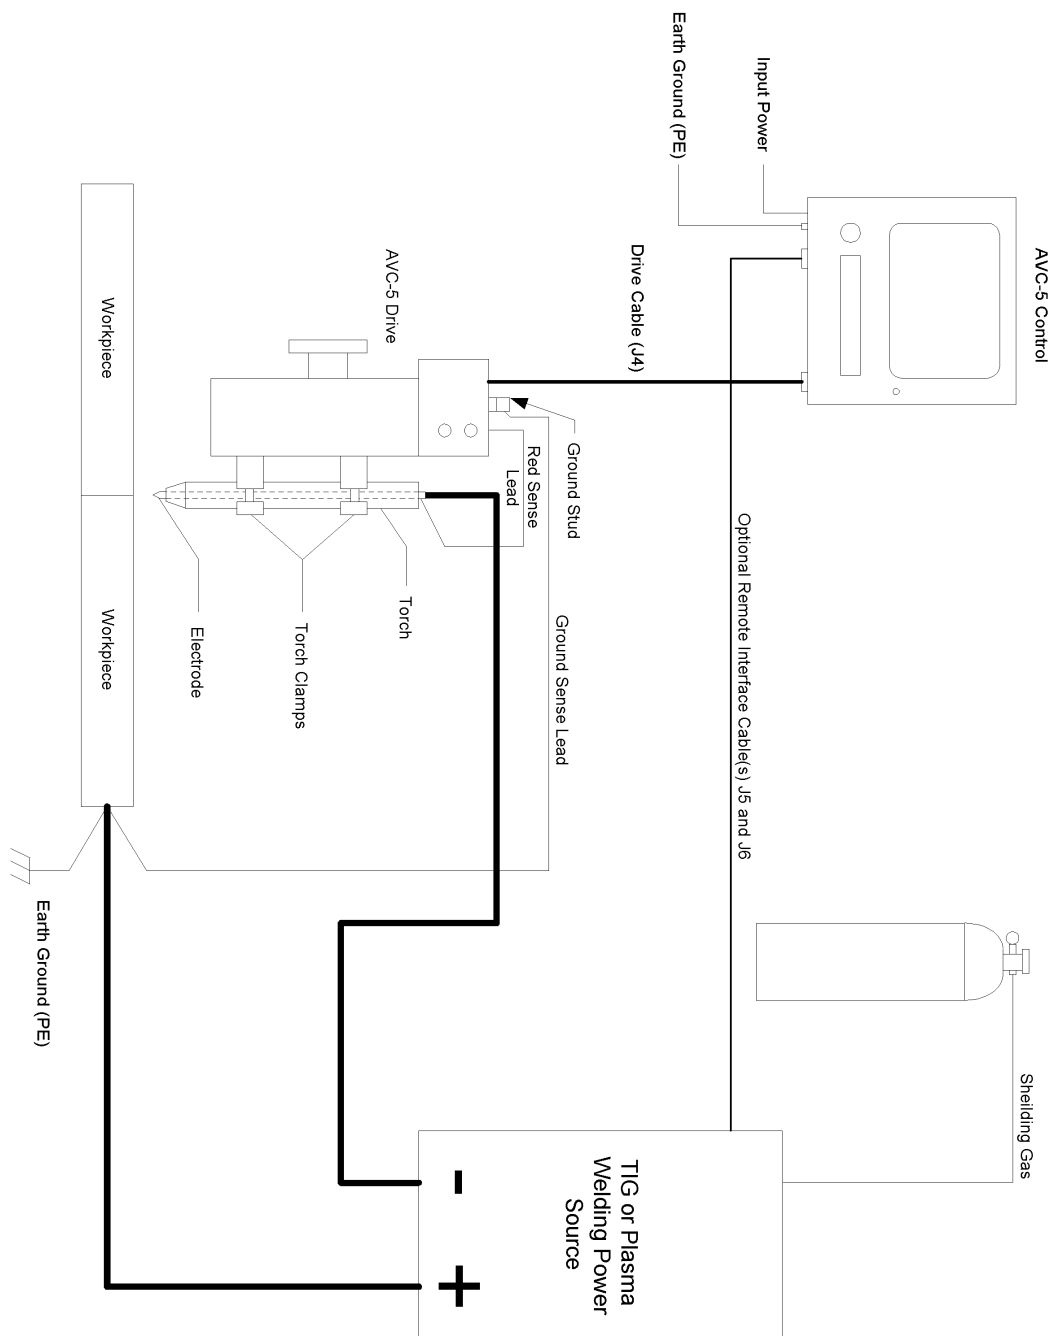 AVC-5 Control
Input Power
Earth Ground (PE)
Drive Cable (J4)
Optional Remote Interface Cable(s) J5 and J6
Sheilding Gas
AVC-5 Drive
Ground Stud
Red Sense
Lead
Ground Sense Lead
Torch
Torch Clamps
Electrode
TIG or Plasma
Welding Power
Source
-
+
Workpiece
Workpiece
Earth Ground (PE)